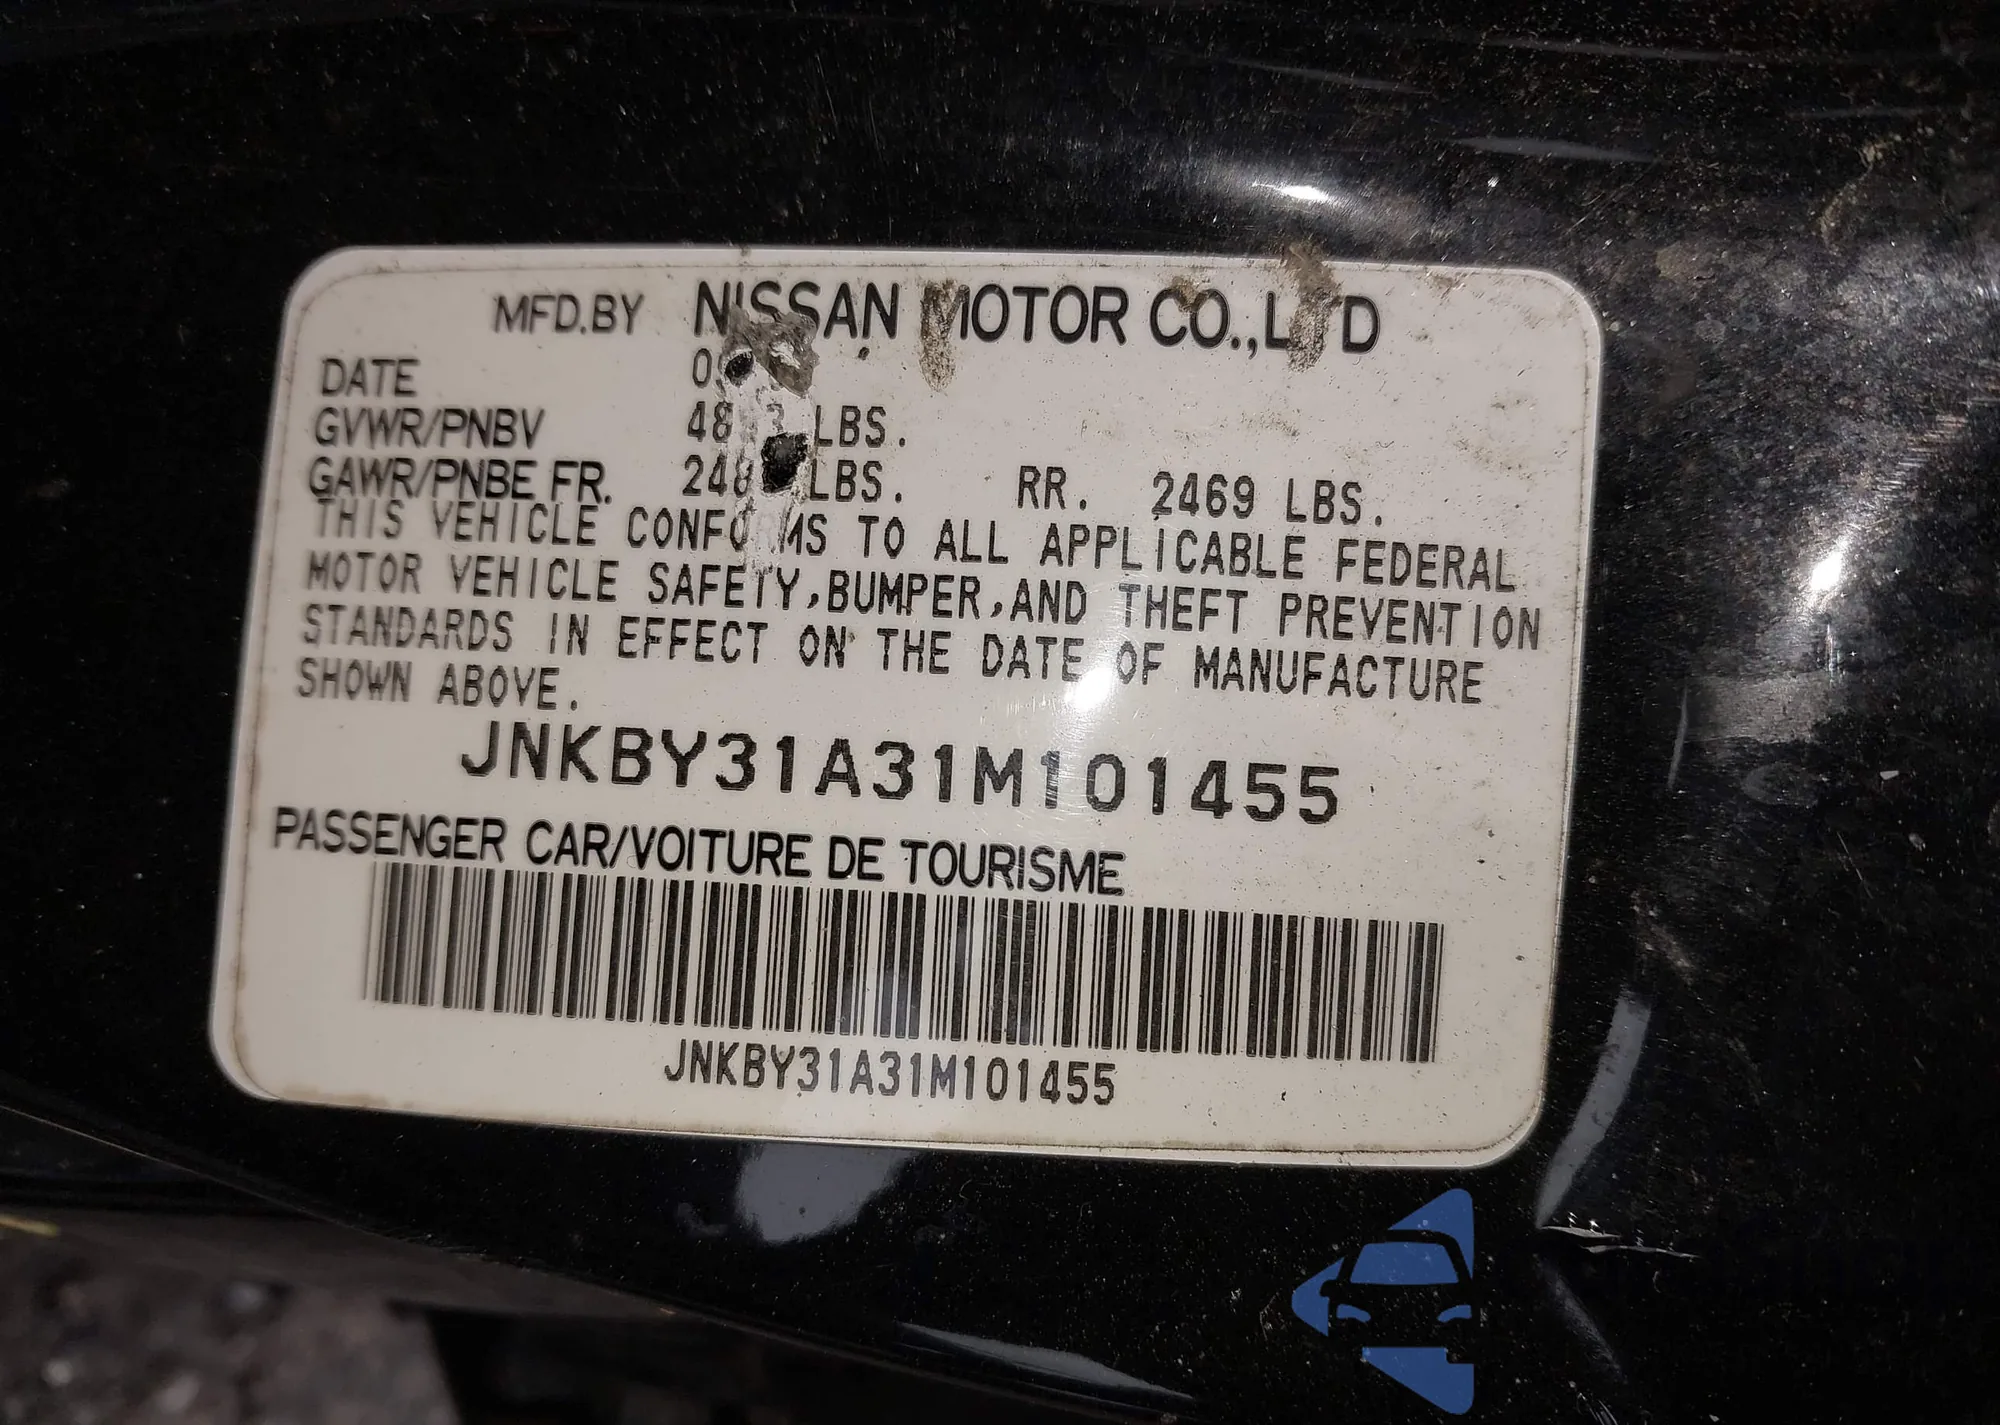 MFD.BY NISSAN MOTOR CO.,LTD
DATE
GVWR/PNBV LBS.
GAWR/PNBE FR. LBS. RR. 2469 LBS.
THIS VEHICLE CONFORMS TO ALL APPLICABLE FEDERAL
MOTOR VEHICLE SAFETY,BUMPER,AND THEFT PREVENTION
STANDARDS IN EFFECT ON THE DATE OF MANUFACTURE
SHOWN ABOVE.
JNKBY31A31M101455
PASSENGER CAR/VOITURE DE TOURISME
JNKBY31A31M101455